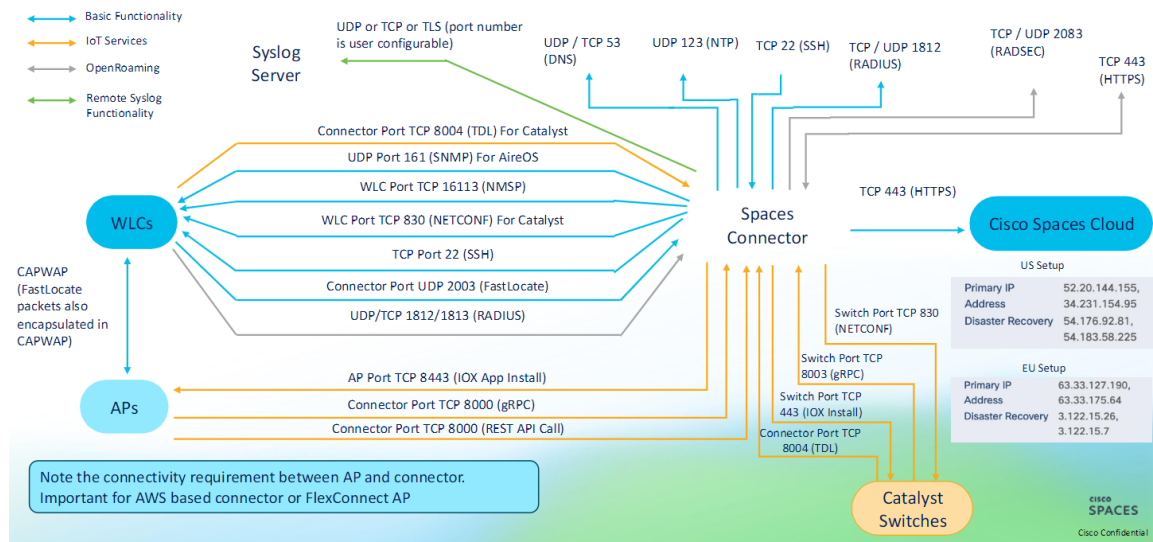 Basic Functionality
IoT Services
OpenRoaming
Remote Syslog
Functionality
Syslog
Server
UDP or TCP or TLS (port number
is user configurable)
UDP / TCP 53
(DNS)
UDP 123 (NTP)
TCP 22 (SSH)
TCP / UDP 1812
(RADIUS)
TCP / UDP 2083
(RADSEC)
TCP 443
(HTTPS)
Connector Port TCP 8004 (TDL) For Catalyst
UDP Port 161 (SNMP) For AireOS
WLC Port TCP 16113 (NMSP)
WLC Port TCP 830 (NETCONF) For Catalyst
TCP Port 22 (SSH)
Connector Port UDP 2003 (FastLocate)
UDP/TCP 1812/1813 (RADIUS)
WLCs
Spaces
Connector
TCP 443 (HTTPS)
Cisco Spaces Cloud
CAPWAP
(FastLocate
packets also
encapsulated in
CAPWAP)
US Setup
Primary IP 52.20.144.155,
Address 34.231.154.95
Disaster Recovery 54.176.92.81,
54.183.58.225
EU Setup
Primary IP 63.33.127.190,
Address 63.33.175.64
Disaster Recovery 3.122.15.26,
3.122.15.7
Switch Port TCP 830
(NETCONF)
Switch Port TCP
8003 (gRPC)
Switch Port TCP
443 (IOX Install)
Connector Port TCP
8004 (TDL)
APs
AP Port TCP 8443 (IOX App Install)
Connector Port TCP 8000 (gRPC)
Connector Port TCP 8000 (REST API Call)
Note the connectivity requirement between AP and connector.
Important for AWS based connector or FlexConnect AP
Catalyst
Switches
CISCO
SPACES
Cisco Confidential